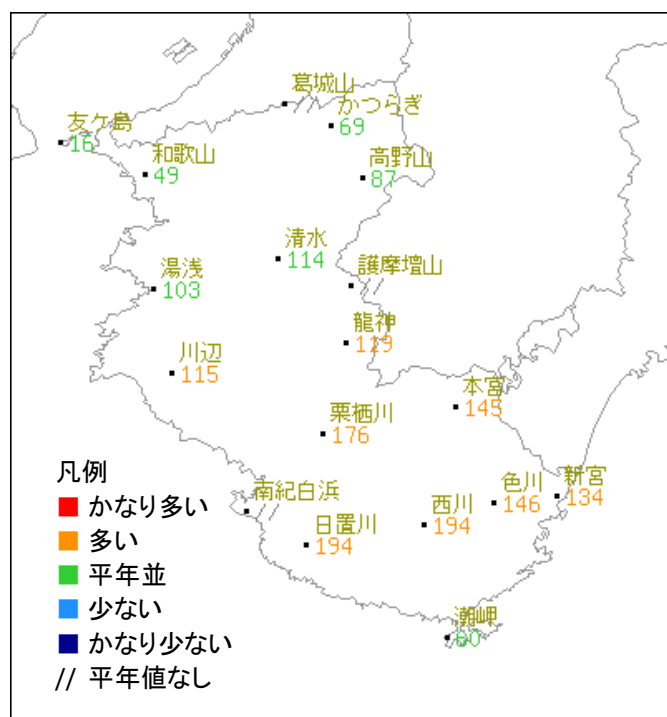 葛城山
//
かつらぎ
69
友ケ島
16
和歌山
49
高野山
87
清水
114
護摩壇山
//
湯浅
103
龍神
119
川辺
115
本宮
145
栗栖川
176
南紀白浜
//
日置川
194
西川
194
色川
146
新宮
134
潮岬
80
凡例
かなり多い
多い
平年並
少ない
かなり少ない
// 平年値なし